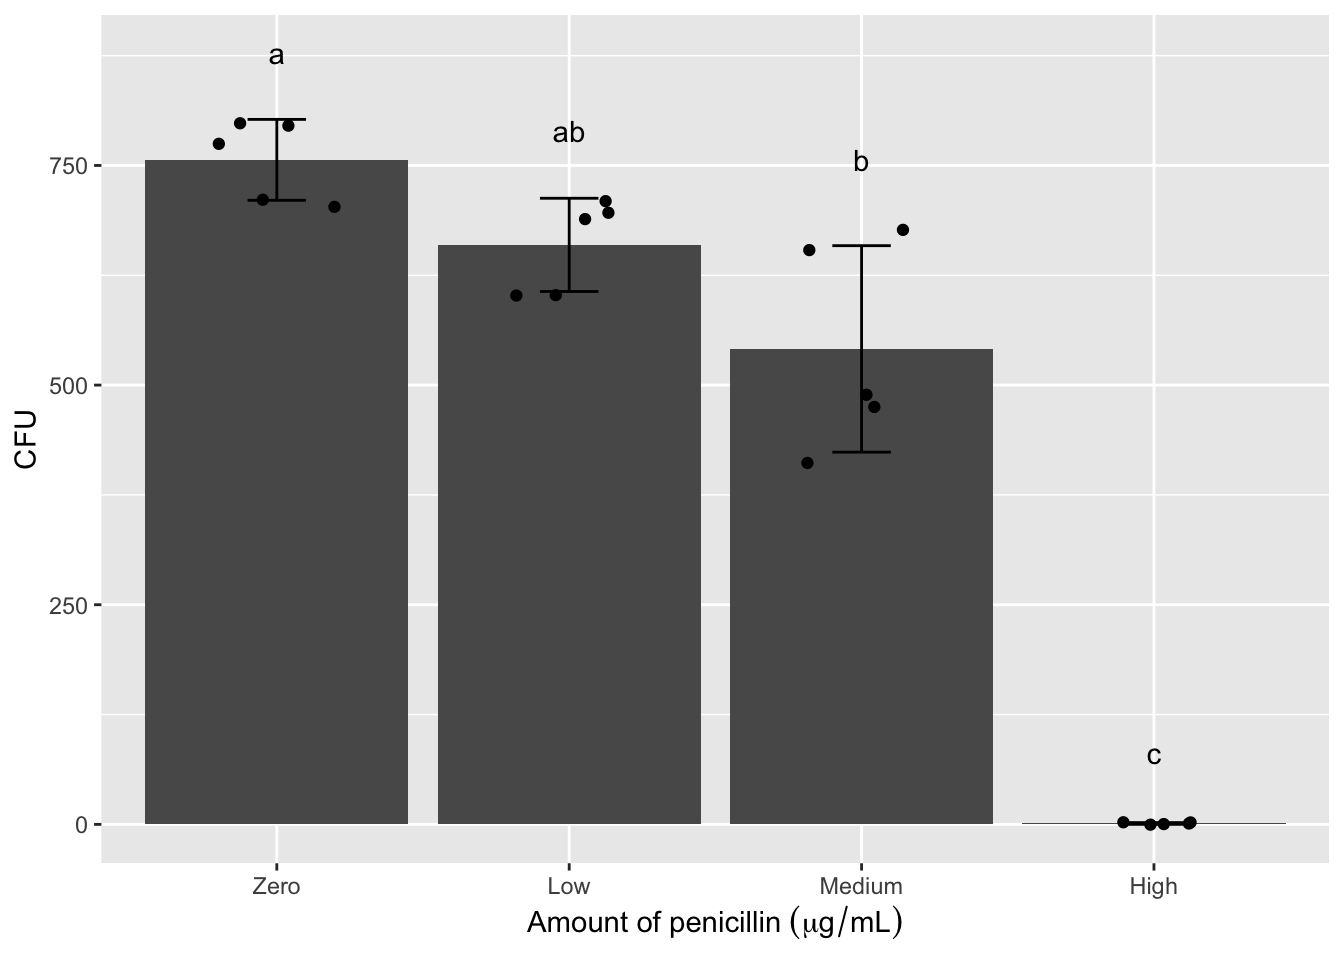 a
ab
b
c
750
500
250
0
CFU
Zero
Low
Medium
High
Amount of penicillin (μg/mL)